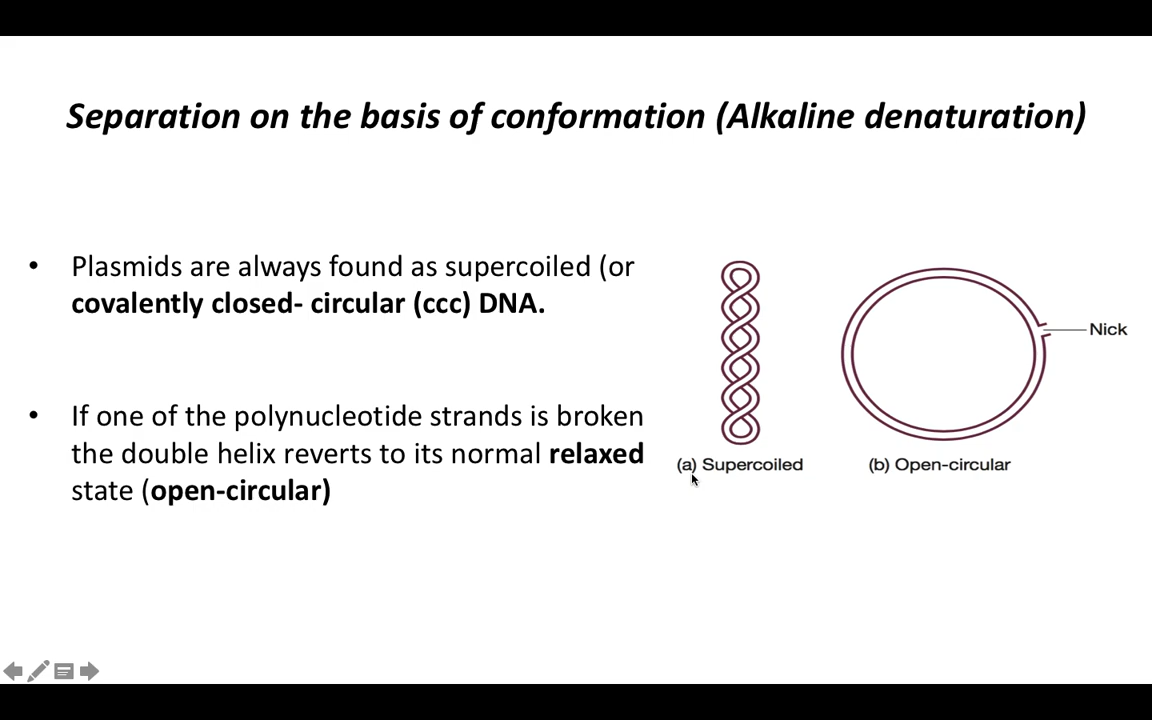 Separation on the basis of conformation (Alkaline denaturation)
• Plasmids are always found as supercoiled (or
covalently closed- circular (ccc) DNA.
• If one of the polynucleotide strands is broken
the double helix reverts to its normal relaxed
state (open-circular)
Nick
(a) Supercoiled
(b) Open-circular